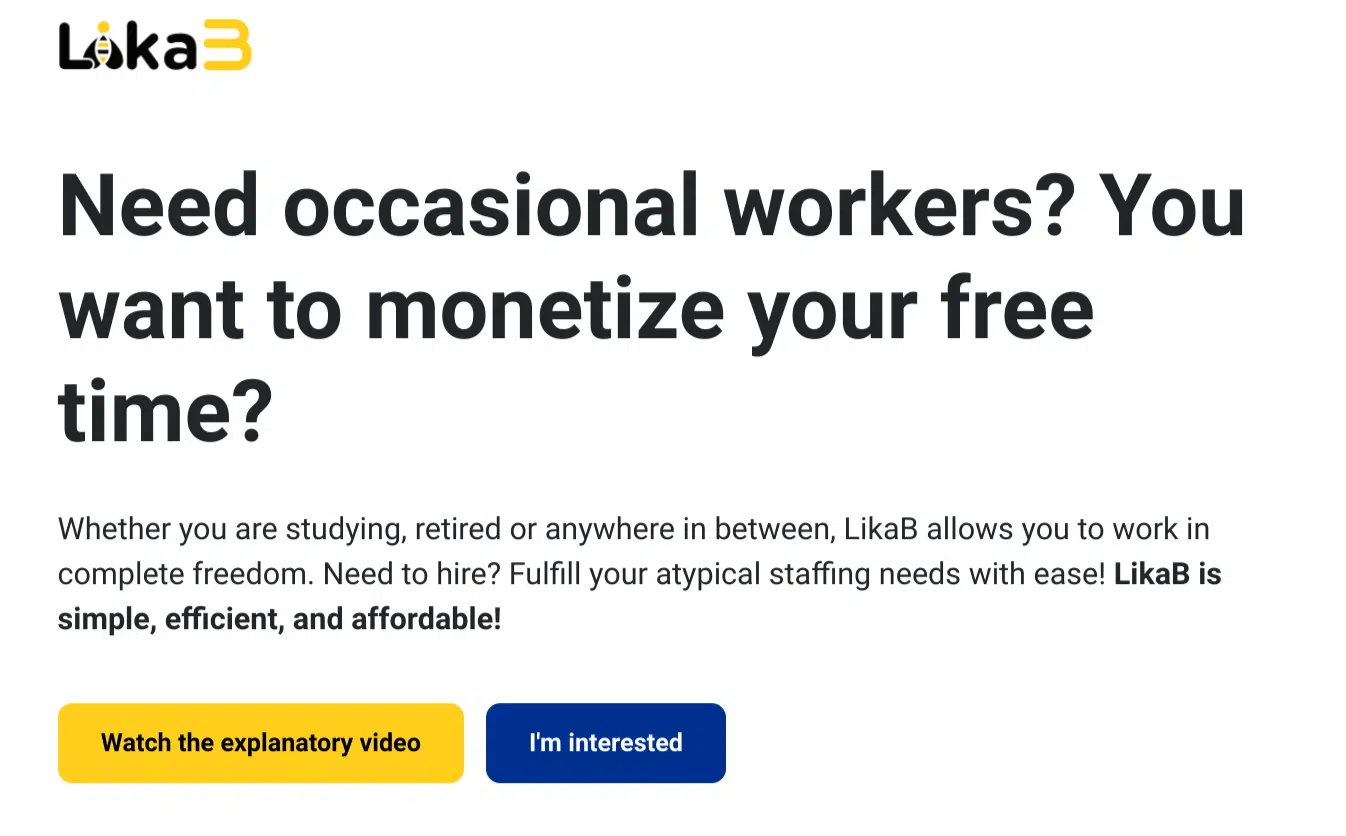 LikaB
Need occasional workers? You
want to monetize your free
time?
Whether you are studying, retired or anywhere in between, LikaB allows you to work in
complete freedom. Need to hire? Fulfill your atypical staffing needs with ease! LikaB is
simple, efficient, and affordable!
Watch the explanatory video
I'm interested